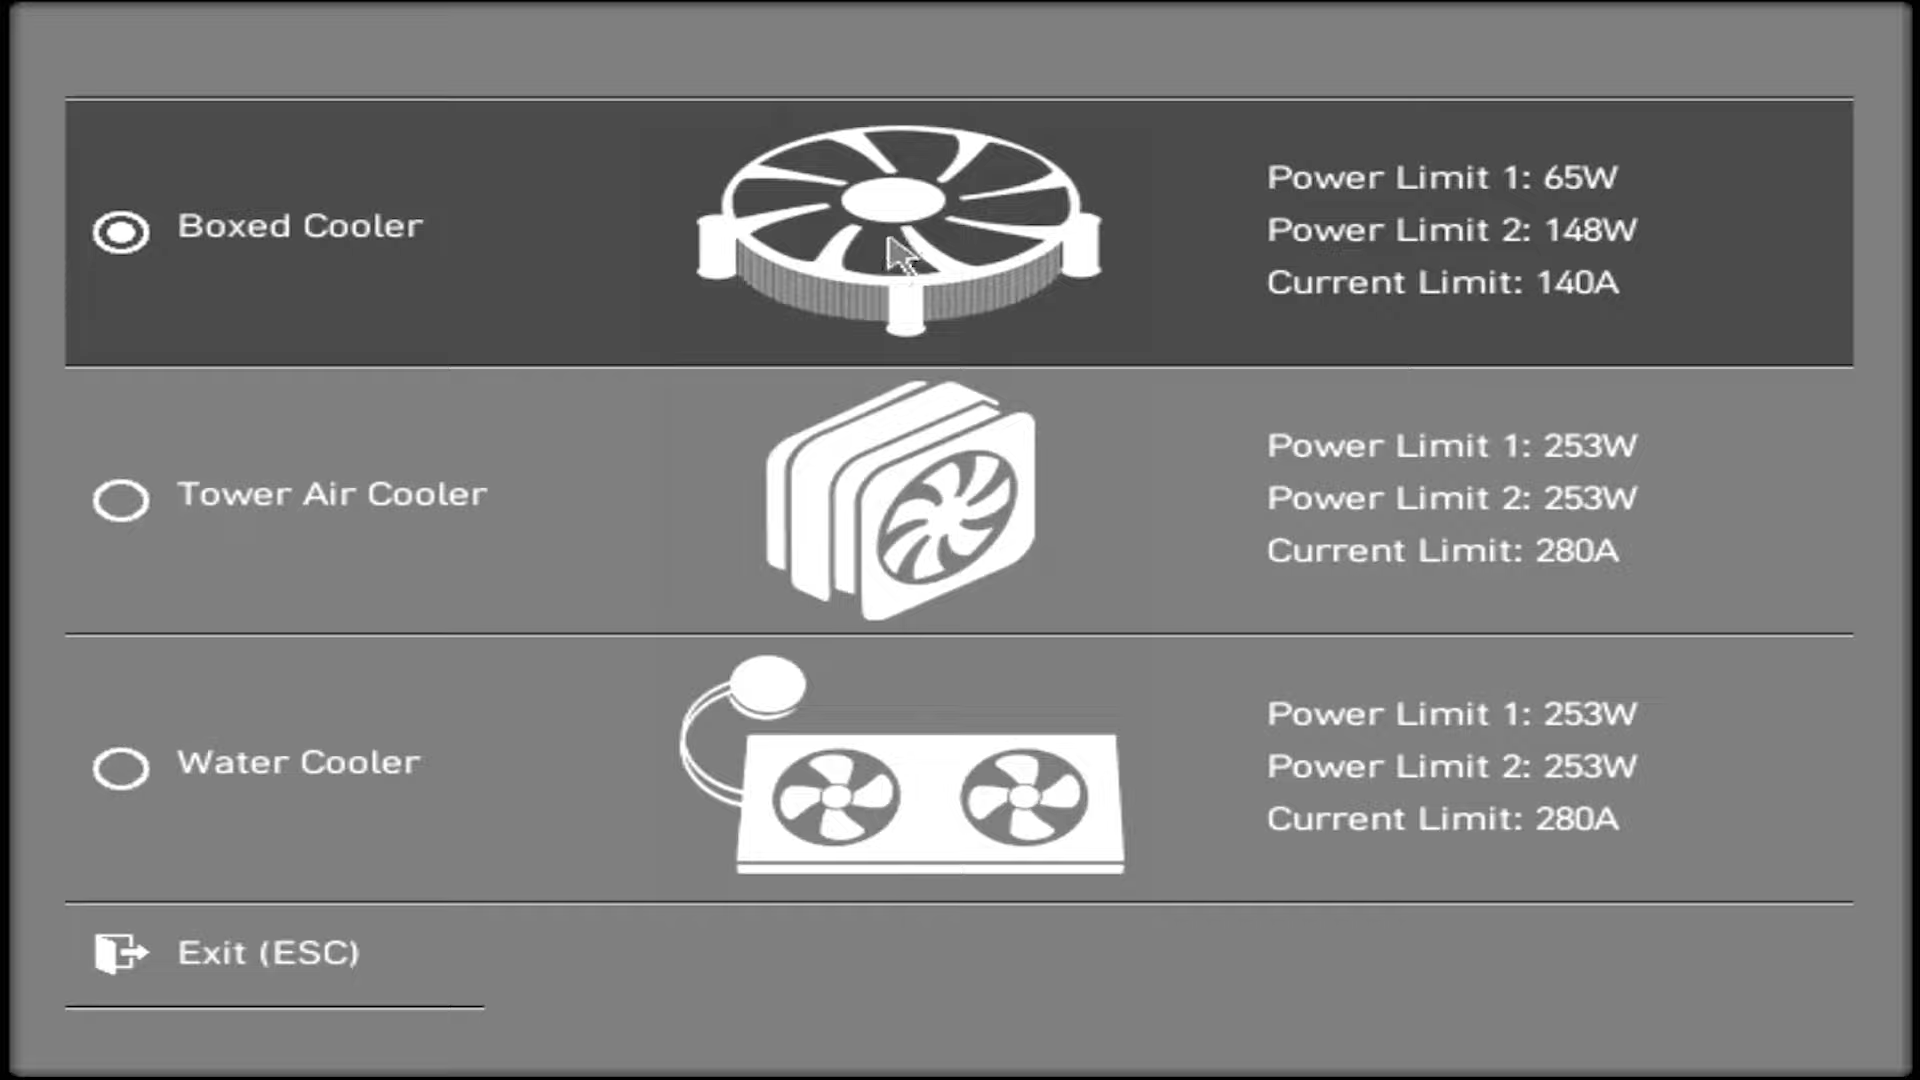 Boxed Cooler
Power Limit 1: 65W
Power Limit 2: 148W
Current Limit: 140A
Tower Air Cooler
Power Limit 1: 253W
Power Limit 2: 253W
Current Limit: 280A
Water Cooler
Power Limit 1: 253W
Power Limit 2: 253W
Current Limit: 280A
Exit (ESC)